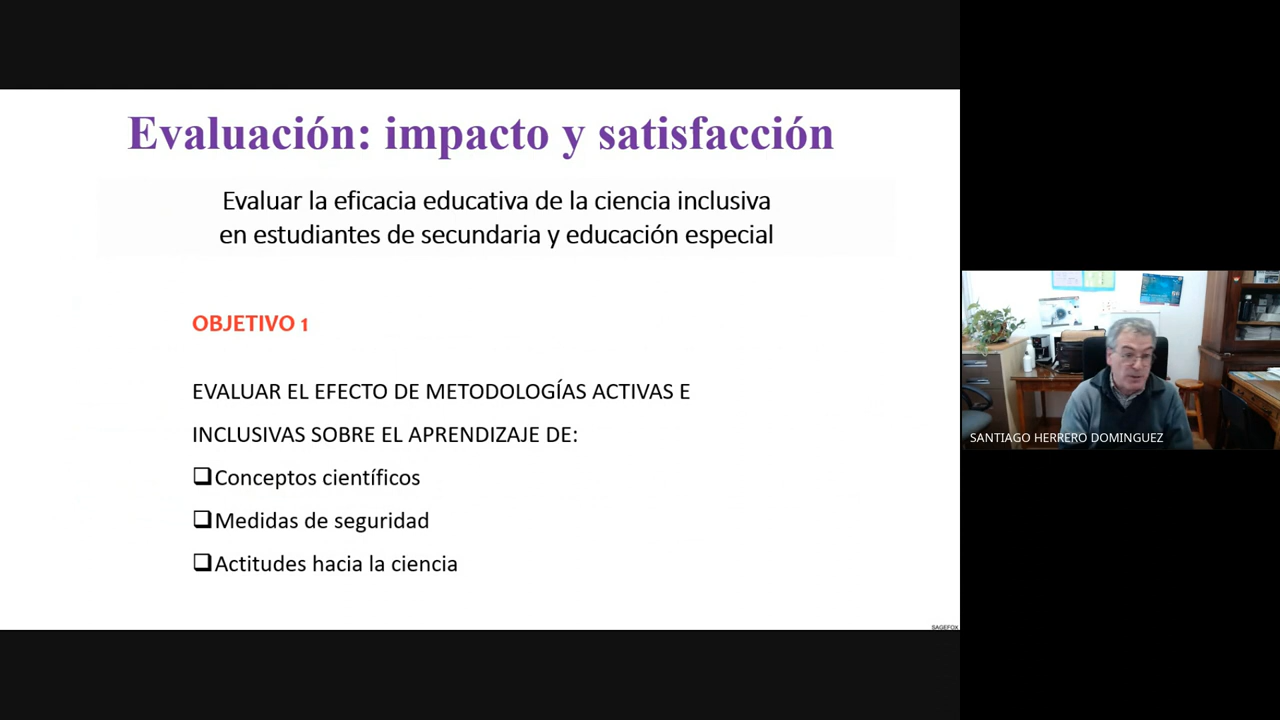 Evaluación: impacto y satisfacción
Evaluar la eficacia educativa de la ciencia inclusiva
en estudiantes de secundaria y educación especial
OBJETIVO 1
EVALUAR EL EFECTO DE METODOLOGÍAS ACTIVAS E
INCLUSIVAS SOBRE EL APRENDIZAJE DE:
Conceptos científicos
Medidas de seguridad
Actitudes hacia la ciencia
SAGEFOX
SANTIAGO HERRERO DOMINGUEZ